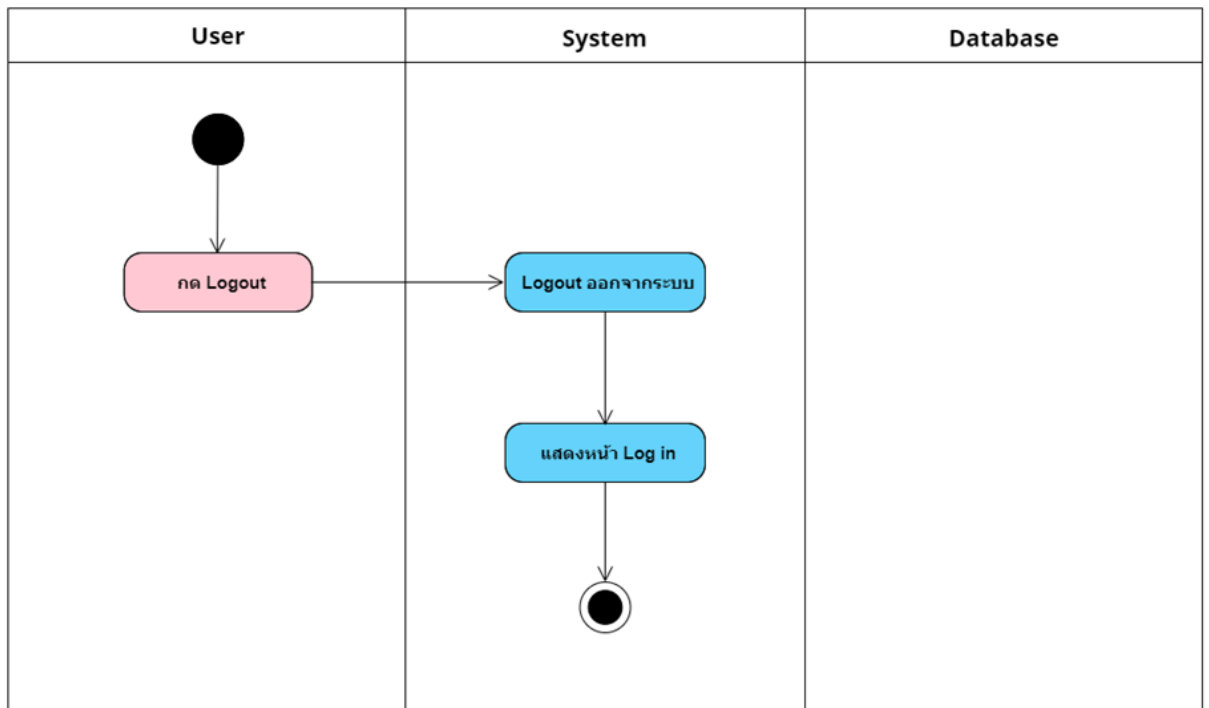 User
System
Database
กด Logout
Logout ออกจากระบบ
แสดงหน้า Log in